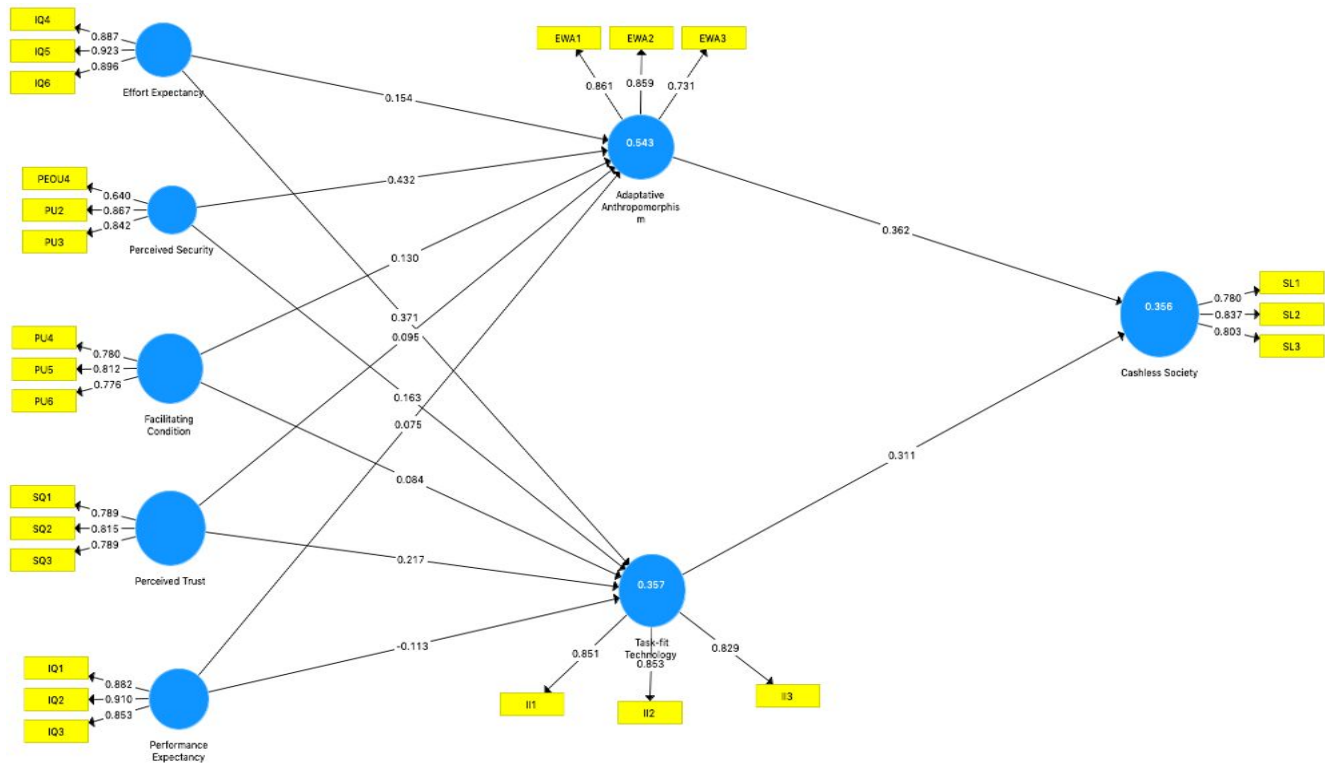 IQ4
0.887
IQ5
0.923
IQ6
0.896
Effort Expectancy
EWA1
EWA2
EWA3
0.861
0.859
0.731
0.154
0.543
Adaptative
Anthropomorphis
m
PEOU4
0.640
PU2
0.867
PU3
0.842
Perceived Security
0.432
0.130
0.362
0.371
0.095
PU4
0.780
PU5
0.812
PU6
0.776
Facilitating
Condition
0.163
0.075
0.356
Cashless Society
0.780
SL1
0.837
SL2
0.803
SL3
0.084
0.311
SQ1
0.789
SQ2
0.815
SQ3
0.789
Perceived Trust
0.217
0.357
Task-fit
Technology
-0.113
0.851
0.853
0.829
II1
II2
II3
IQ1
0.882
IQ2
0.910
IQ3
0.853
Performance
Expectancy